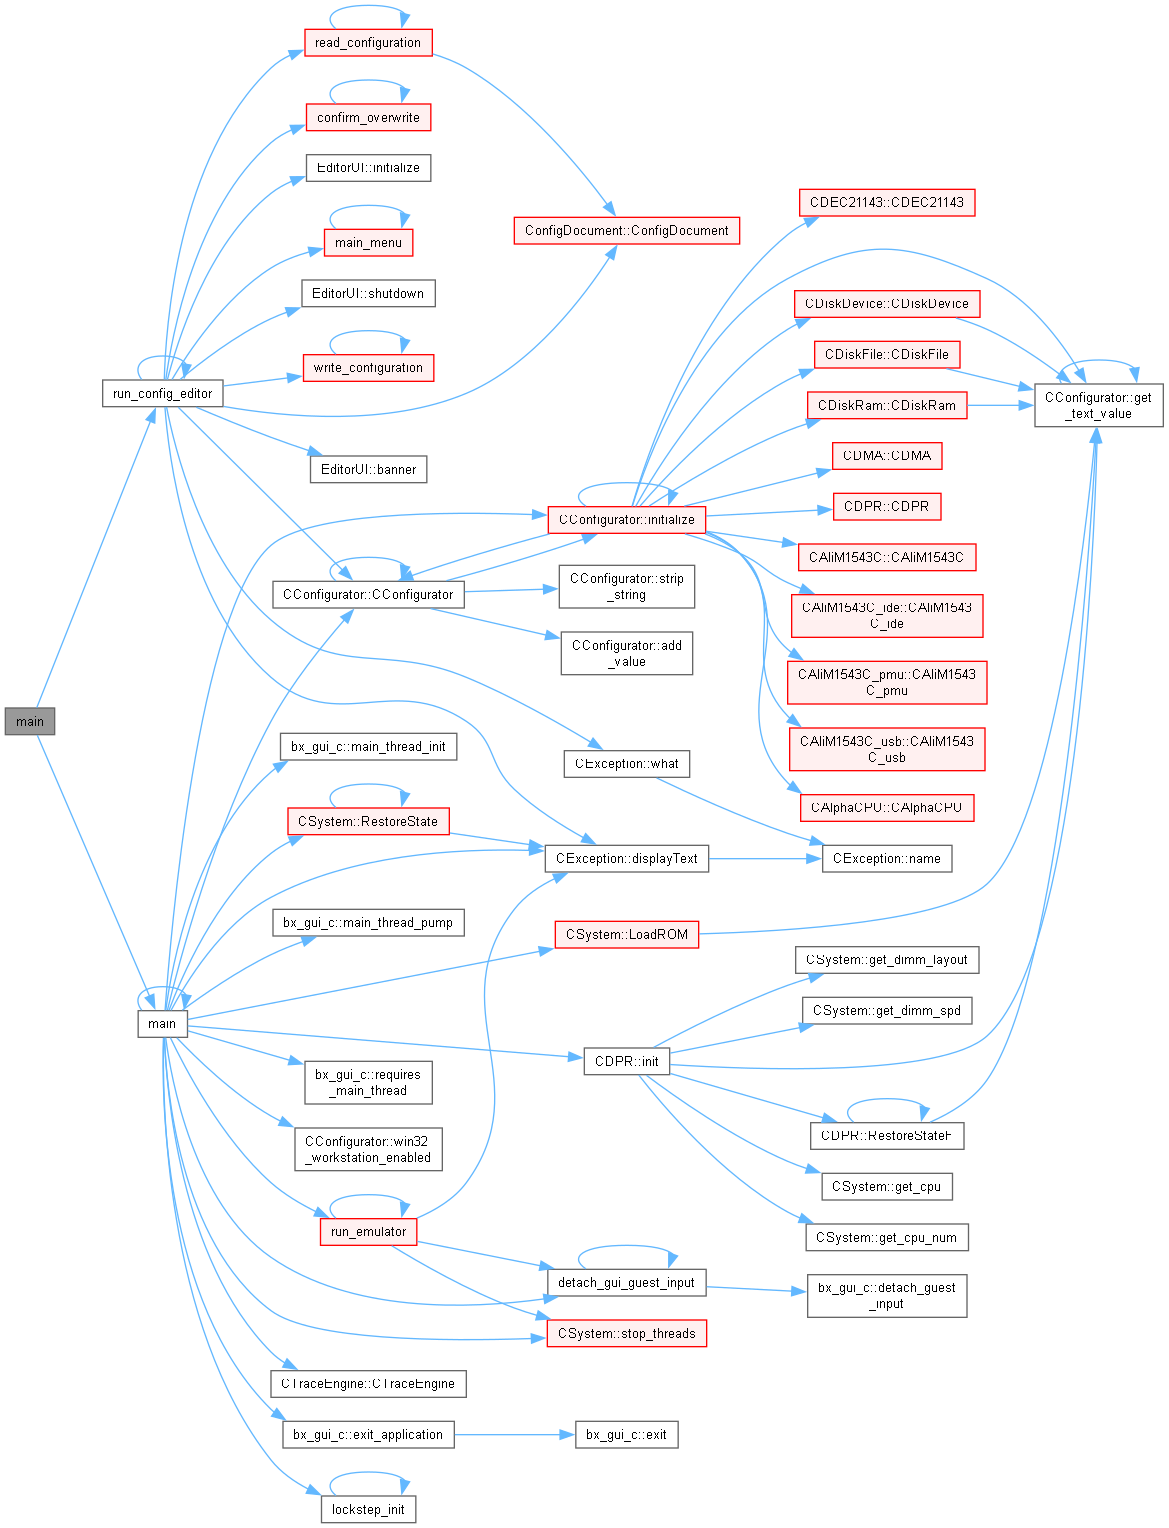 read_configuration
confirm_overwrite
EditorUI::initialize
main_menu
EditorUI::shutdown
write_configuration
run_config_editor
EditorUI::banner
ConfigDocument::ConfigDocument
CDEC21143::CDEC21143
CDiskDevice::CDiskDevice
CDiskFile::CDiskFile
CDiskRam::CDiskRam
CConfigurator::get
_text_value
CDMA::CDMA
CDPR::CDPR
CConfigurator::initialize
CAliM1543C::CAliM1543C
CConfigurator::CConfigurator
CConfigurator::strip
_string
CAliM1543C_ide::CAliM1543
C_ide
CConfigurator::add
_value
CAliM1543C_pmu::CAliM1543
C_pmu
main
bx_gui_c::main_thread_init
CException::what
CAliM1543C_usb::CAliM1543
C_usb
CSystem::RestoreState
CAlphaCPU::CAlphaCPU
CException::displayText
CException::name
bx_gui_c::main_thread_pump
CSystem::LoadROM
CSystem::get_dimm_layout
main
CSystem::get_dimm_spd
CDPR::init
bx_gui_c::requires
_main_thread
CConfigurator::win32
_workstation_enabled
CDPR::RestoreStateF
CSystem::get_cpu
run_emulator
CSystem::get_cpu_num
detach_gui_guest_input
bx_gui_c::detach_guest
_input
CSystem::stop_threads
CTraceEngine::CTraceEngine
bx_gui_c::exit_application
bx_gui_c::exit
lockstep_init